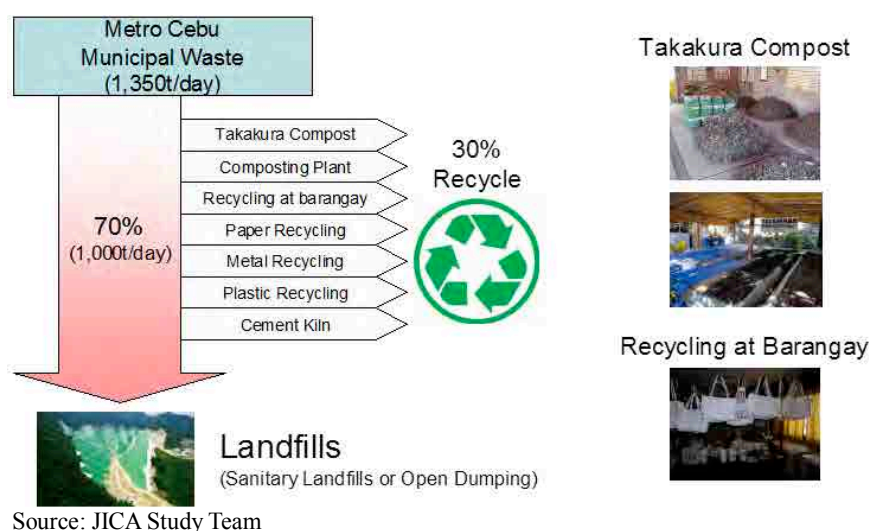 Metro Cebu
Municipal Waste
(1,350t/day)
Takakura Compost
Composting Plant
Recycling at barangay
Paper Recycling
Metal Recycling
Plastic Recycling
Cement Kiln
70%
(1,000t/day)
30%
Recycle
Landfills
(Sanitary Landfills or Open Dumping)
Takakura Compost
Recycling at Barangay
Source: JICA Study Team